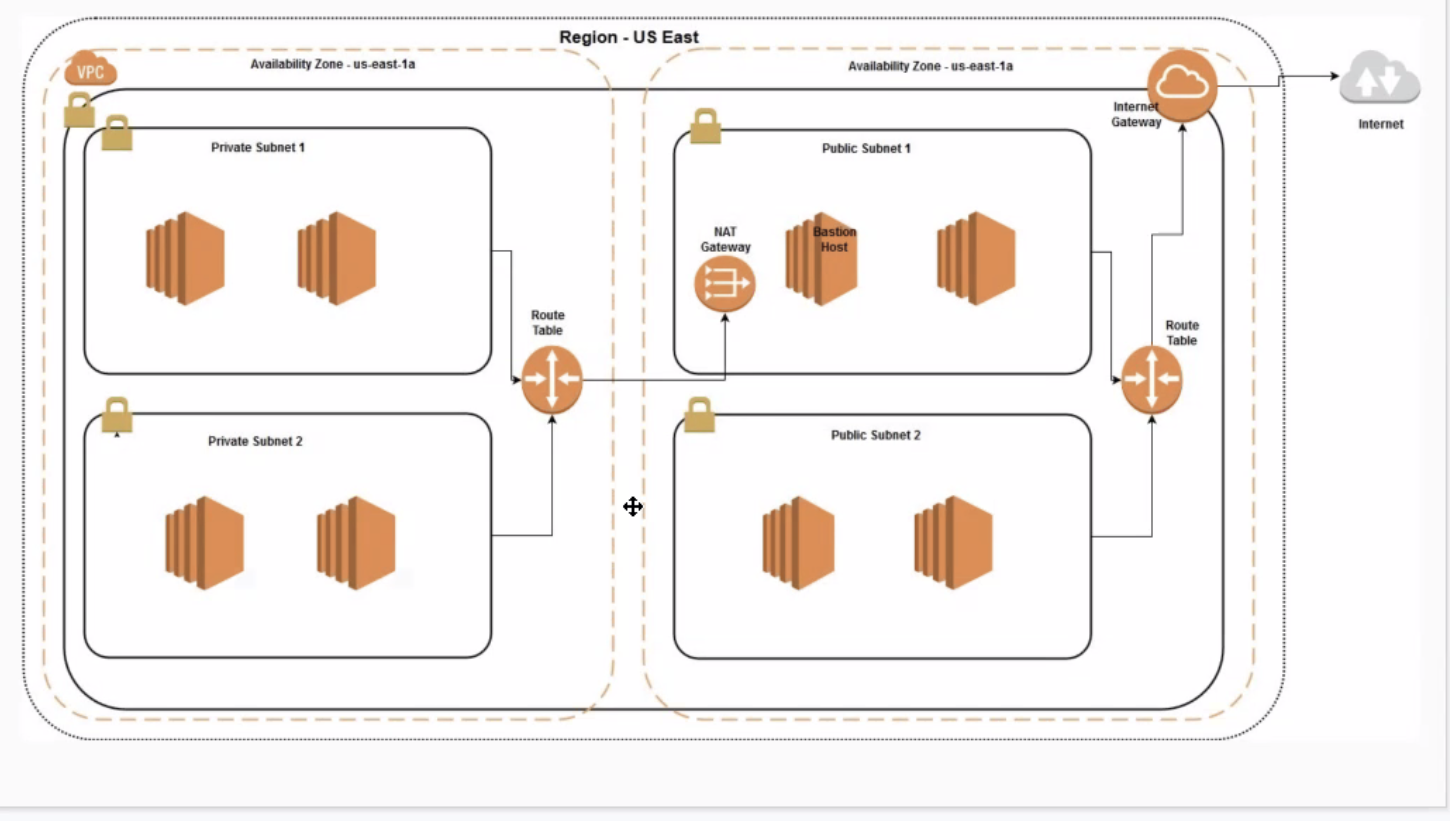 Region - US East
VPC
Availability Zone - us-east-1a
Availability Zone - us-east-1a
Internet
Gateway
Internet
Private Subnet 1
Public Subnet 1
NAT
Gateway
Bastion
Host
Route
Table
Route
Table
Private Subnet 2
Public Subnet 2